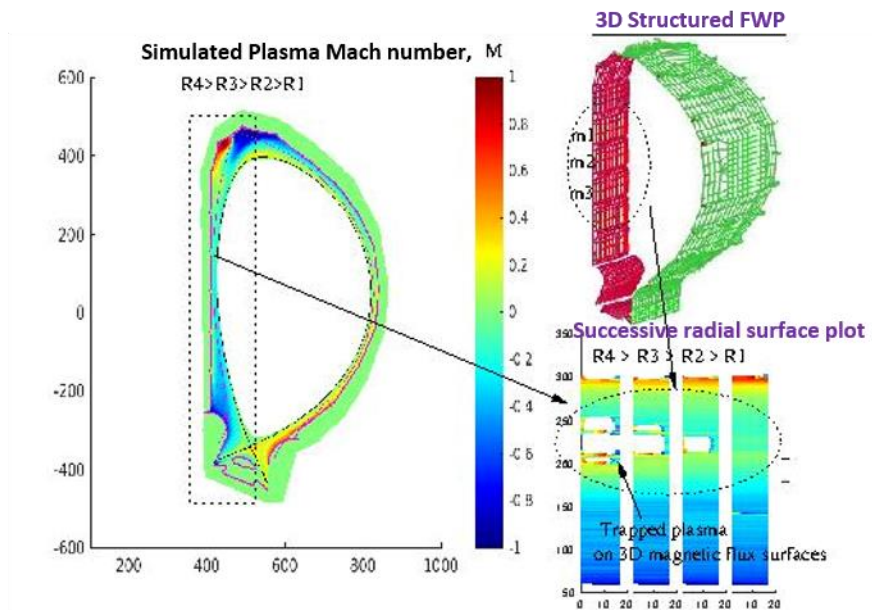 3D Structured FWP
Simulated Plasma Mach number, M
R4>R3>R2>R1
600
400
200
0
-200
-400
-600
200
400
600
800
1000
1
0.8
0.6
0.4
0.2
0
-0.2
-0.4
-0.6
-0.8
-1
m1
m2
m3
Successive radial surface plot
R4 > R3 > R2 > R1
350
300
250
200
150
100
50
Trapped plasma
on 3D magnetic flux surfaces
0 10 20 10 20 10 20 10 20